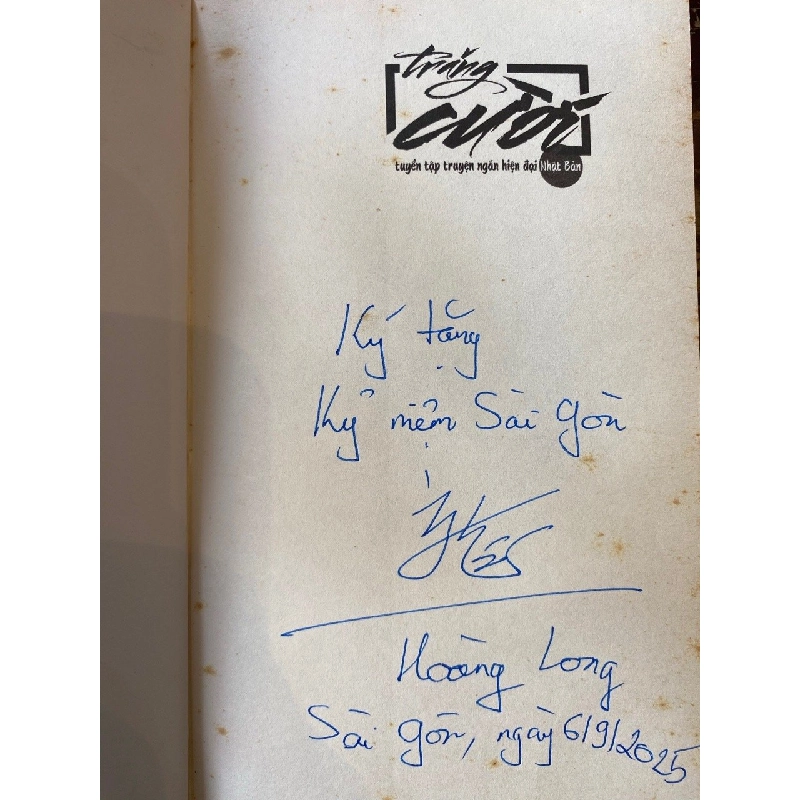 trăng
cười
tuyển tập truyện ngắn hiện đại Nhật Bản
Ký tặng
Kỷ niệm Sài Gòn
Hoàng Long
Sài Gòn, ngày 6/9/2025